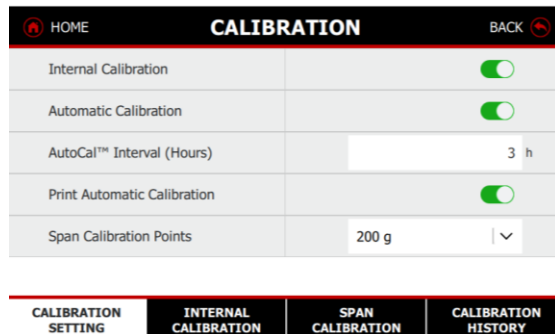 HOME CALIBRATION BACK
Internal Calibration
Automatic Calibration
AutoCal™ Interval (Hours) 3 h
Print Automatic Calibration
Span Calibration Points 200 g
CALIBRATION SETTING INTERNAL CALIBRATION SPAN CALIBRATION CALIBRATION HISTORY